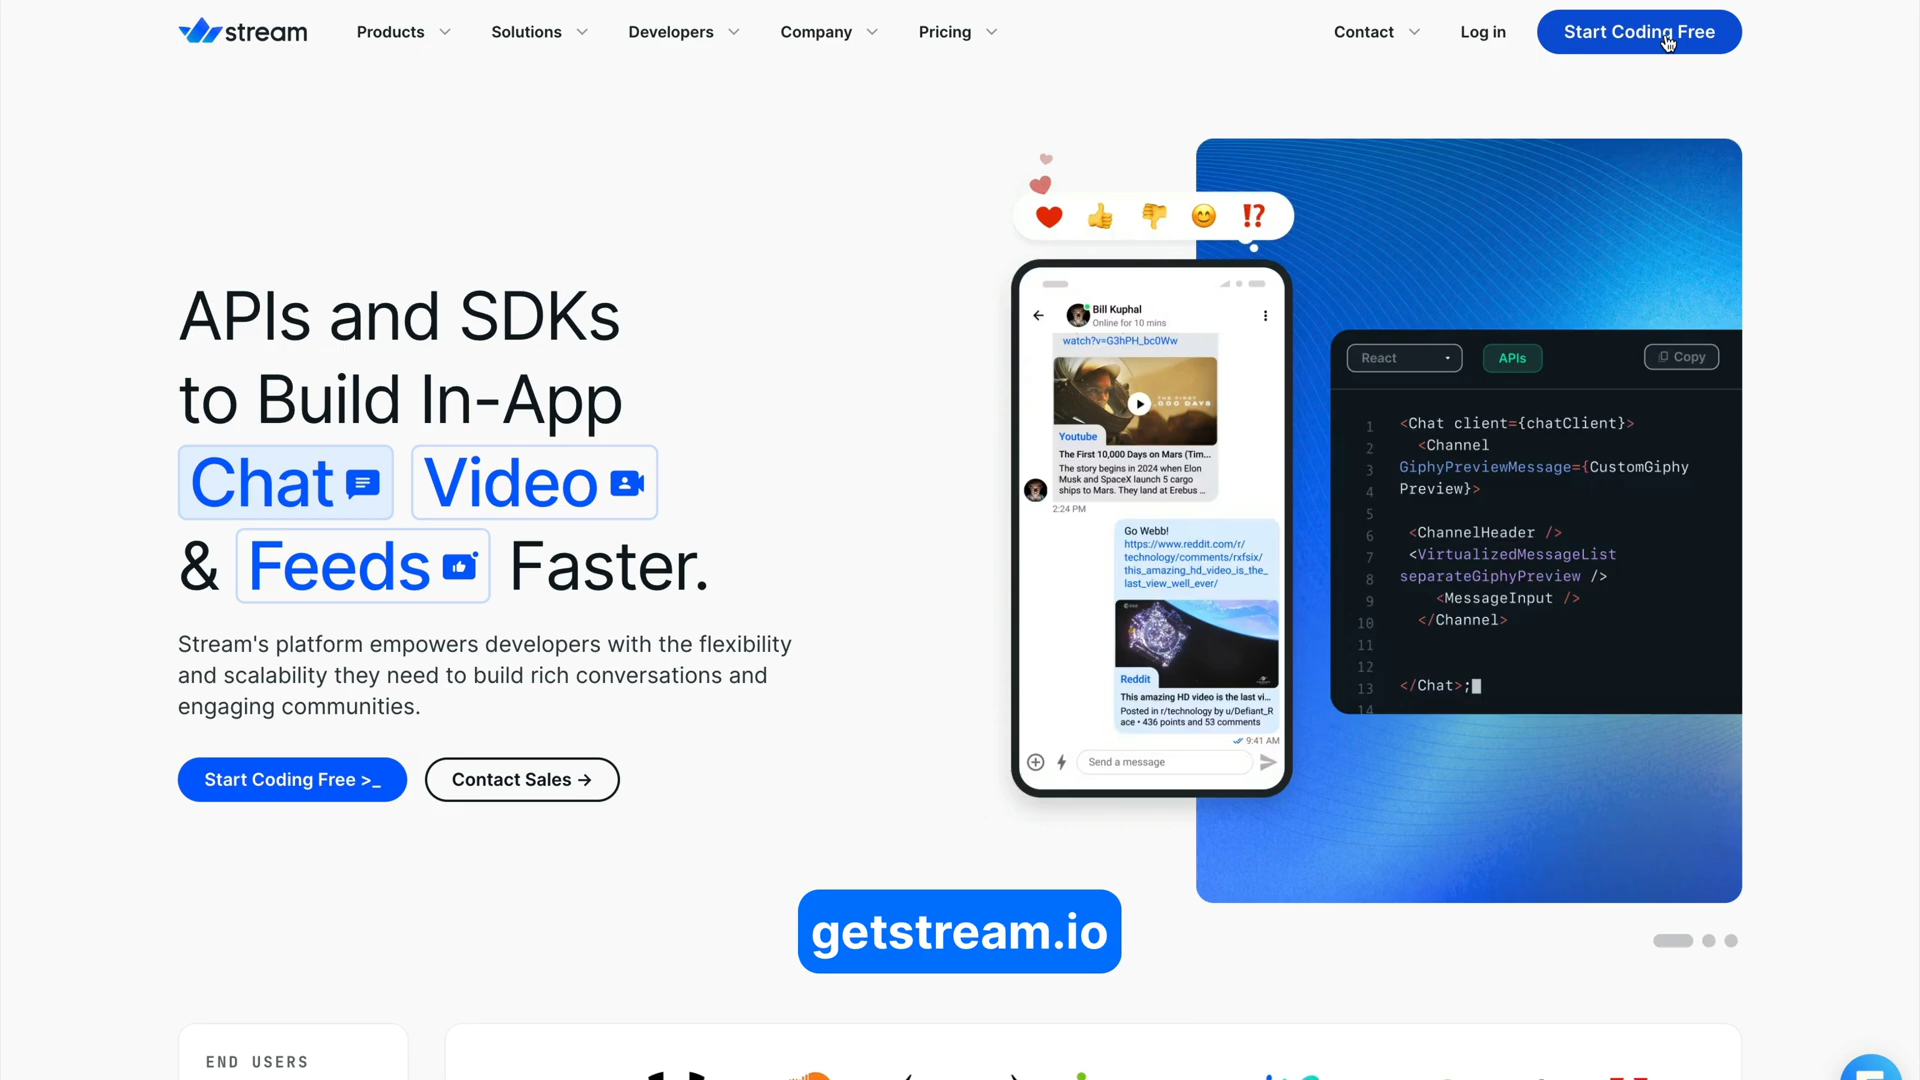 stream
Products
Solutions
Developers
Company
Pricing
Contact
Log in
Start Coding Free
APIs and SDKs
to Build In-App
Chat Video
& Feeds Faster.
Stream's platform empowers developers with the flexibility
and scalability they need to build rich conversations and
engaging communities.
Start Coding Free >_
Contact Sales →
Bill Kuphal
Online for 10 mins
watch?v=G3hPH_bc0Ww
Youtube
The First 10,000 Days on Mars (Tim...
The story begins in 2024 when Elon
Musk and SpaceX launch 5 cargo
ships to Mars. They land at Erebus ...
2:24 PM
Go Webb!
https://www.reddit.com/r/
technology/comments/rxfsix/
this_amazing_hd_video_is_the_
last_view_well_ever/
Reddit
This amazing HD video is the last vi...
Posted in r/technology by u/Defiant_R
ace • 436 points and 53 comments
9:41 AM
Send a message
React
APIs
Copy
1 <Chat client={chatClient}>
2 <Channel
3 GiphyPreviewMessage={CustomGiphy
4 Preview}>
5
6 <ChannelHeader />
7 <VirtualizedMessageList
8 separateGiphyPreview />
9 <MessageInput />
10 </Channel>
11
12
13 </Chat>;
14
getstream.io
END USERS